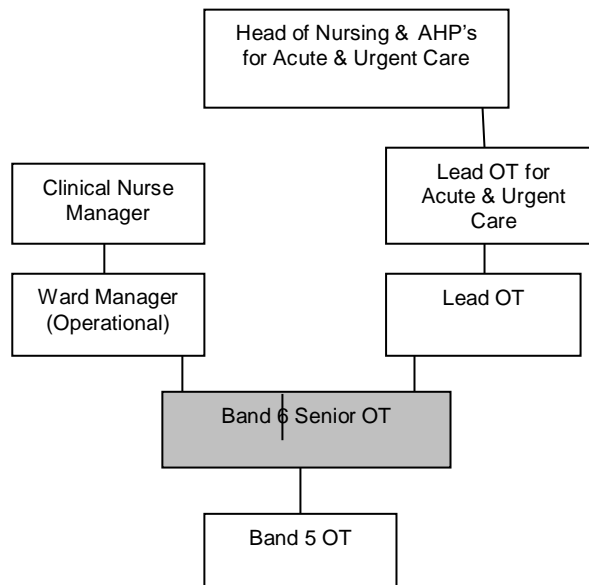 Head of Nursing & AHP's
for Acute & Urgent Care
Clinical Nurse
Manager
Lead OT for
Acute & Urgent
Care
Ward Manager
(Operational)
Lead OT
Band 6 Senior OT
Band 5 OT